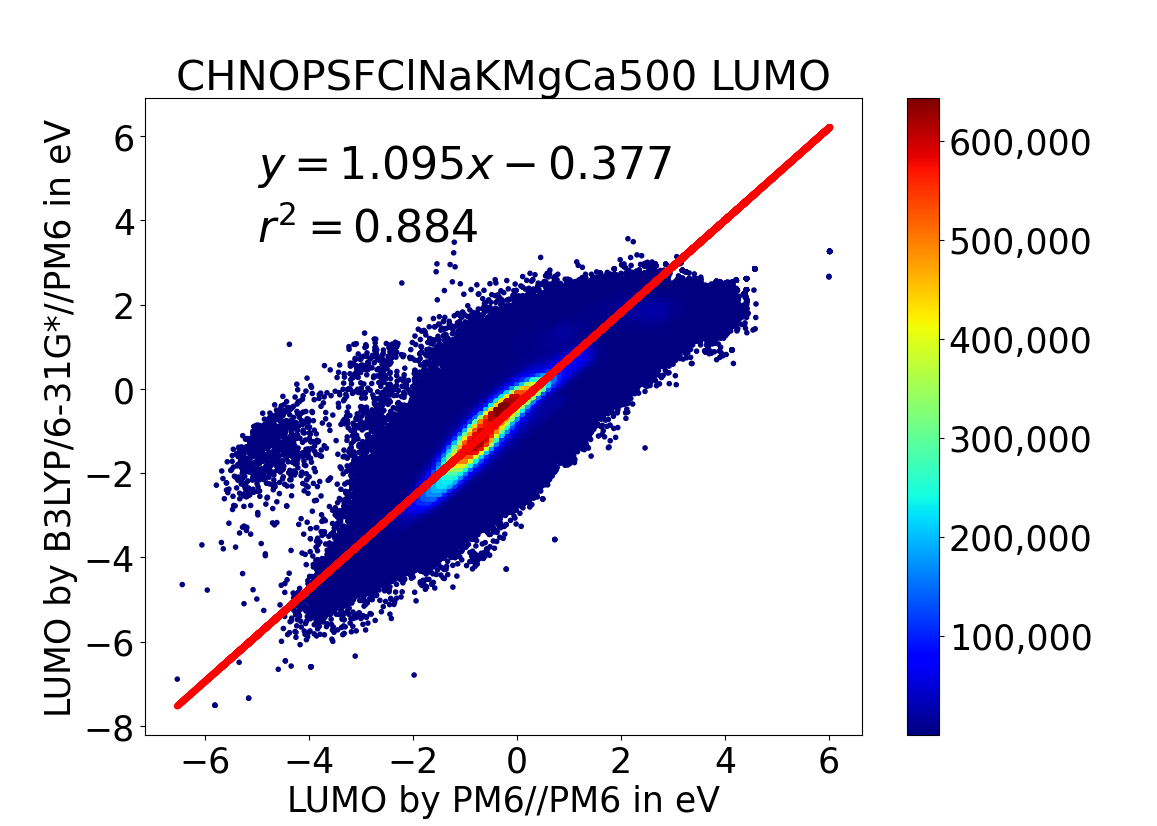 CHNOPSFClNaKMgCa500 LUMO
y = 1.095x − 0.377
r² = 0.884
LUMO by B3LYP/6-31G*//PM6 in eV
6
4
2
0
−2
−4
−6
−8
−6 −4 −2 0 2 4 6
LUMO by PM6//PM6 in eV
600,000
500,000
400,000
300,000
200,000
100,000